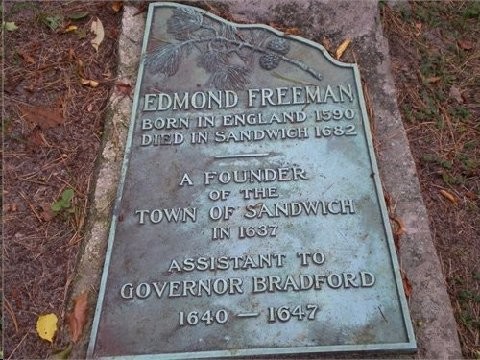 EDMOND FREEMAN
BORN IN ENGLAND 1590
DIED IN SANDWICH 1682
A FOUNDER
OF THE
TOWN OF SANDWICH
IN 1637
ASSISTANT TO
GOVERNOR BRADFORD
1640 — 1647